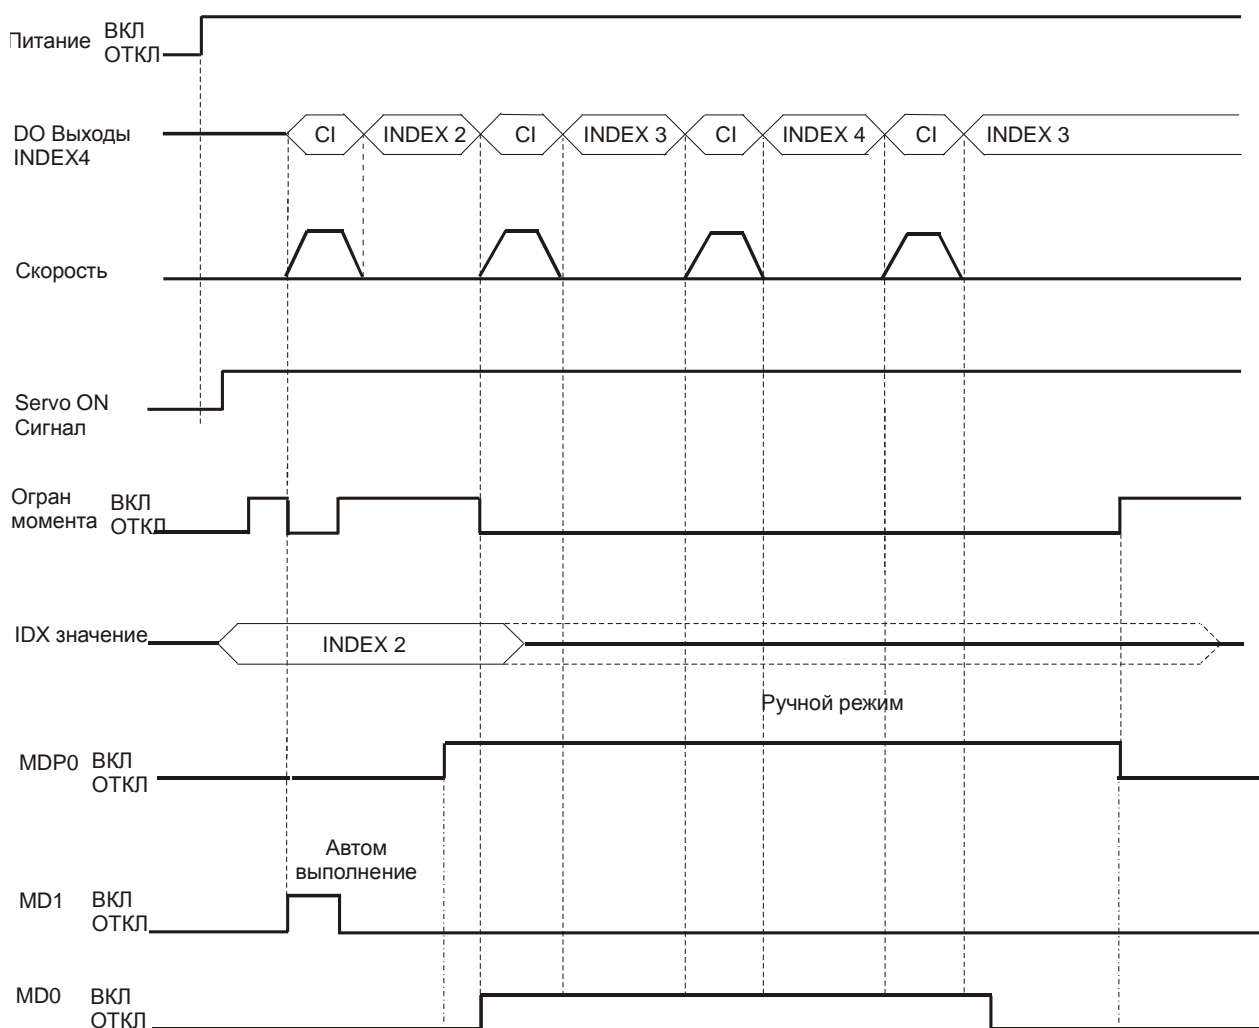 Питание ВКЛ
ОТКЛ
DO Выходы
INDEX4
CI INDEX 2 CI INDEX 3 CI INDEX 4 CI INDEX 3
Скорость
Servo ON
Сигнал
Огран
момента
ВКЛ
ОТКЛ
IDX значение
INDEX 2
Ручной режим
MDP0 ВКЛ
ОТКЛ
Автом
выполнение
MD1 ВКЛ
ОТКЛ
MD0 ВКЛ
ОТКЛ